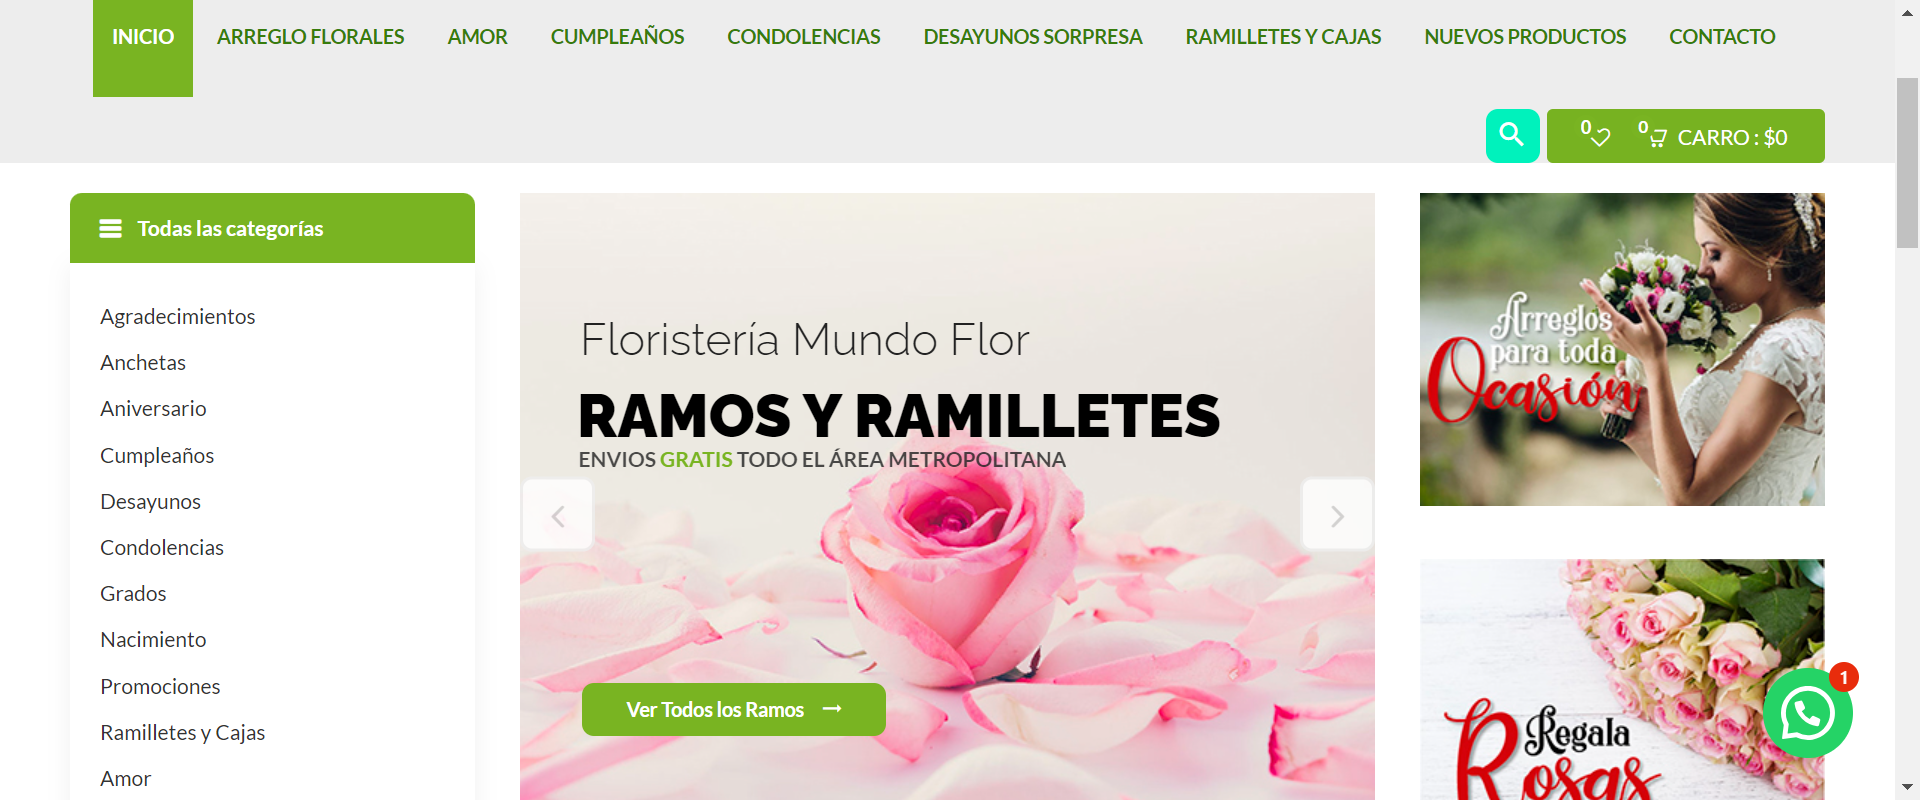 INICIO ARREGLO FLORALES AMOR CUMPLEAÑOS CONDOLENCIAS DESAYUNOS SORPRESA RAMILLETES Y CAJAS NUEVOS PRODUCTOS CONTACTO
0 0 CARRO : $0
Todas las categorías
Agradecimientos
Anchetas
Aniversario
Cumpleaños
Desayunos
Condolencias
Grados
Nacimiento
Promociones
Ramilletes y Cajas
Amor
Floristería Mundo Flor
RAMOS Y RAMILLETES
ENVIOS GRATIS TODO EL ÁREA METROPOLITANA
Ver Todos los Ramos
Arreglos
para toda
Ocasión
Regala
Rosas
1